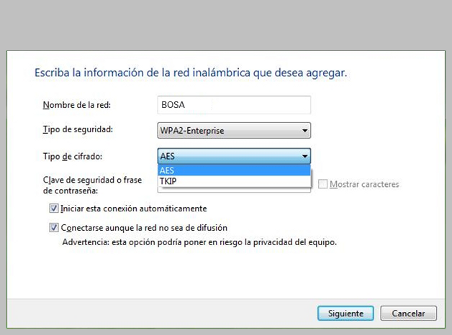 Escriba la información de la red inalámbrica que desea agregar.
Nombre de la red: BOSA
Tipo de seguridad: WPA2-Enterprise
Tipo de cifrado: AES
AES
TKIP
Clave de seguridad o frase
de contraseña:
Mostrar caracteres
Iniciar esta conexión automáticamente
Conectarse aunque la red no sea de difusión
Advertencia: esta opción podría poner en riesgo la privacidad del equipo.
Siguiente Cancelar